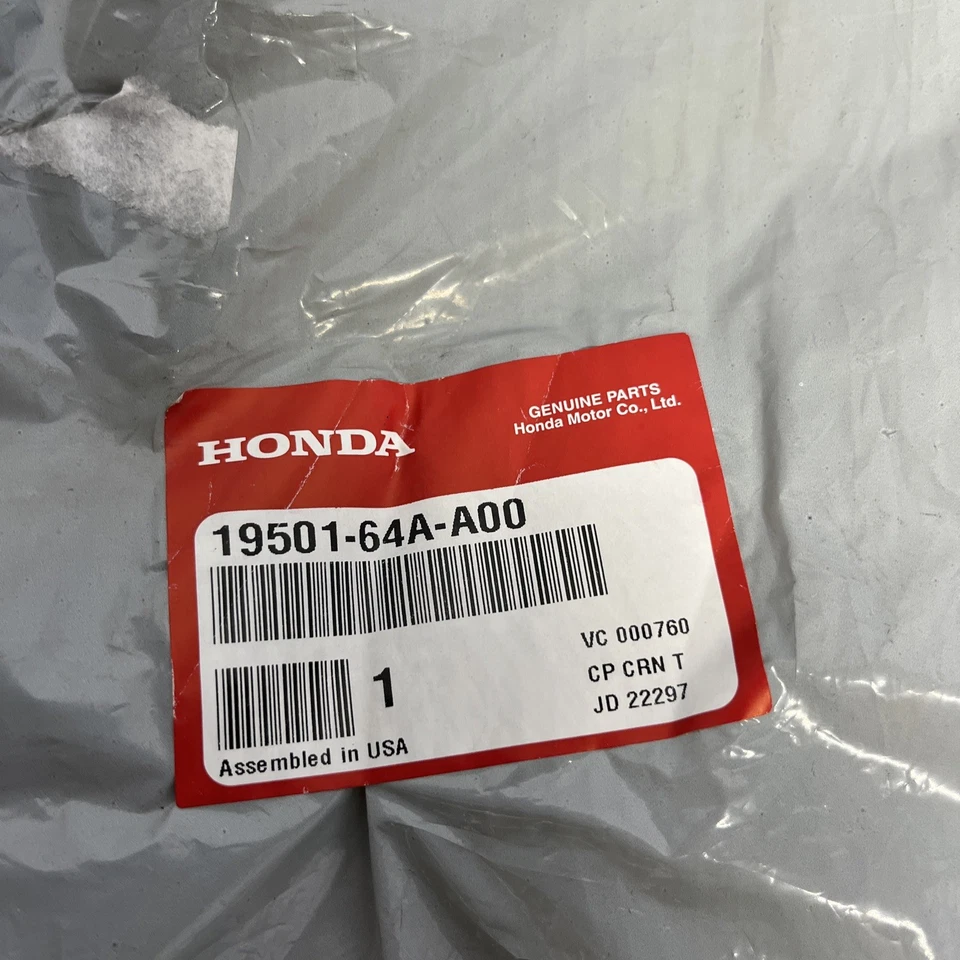 HONDA
GENUINE PARTS
Honda Motor Co., Ltd.
19501-64A-A00
VC 000760
1
CP CRN T
JD 22297
Assembled in USA